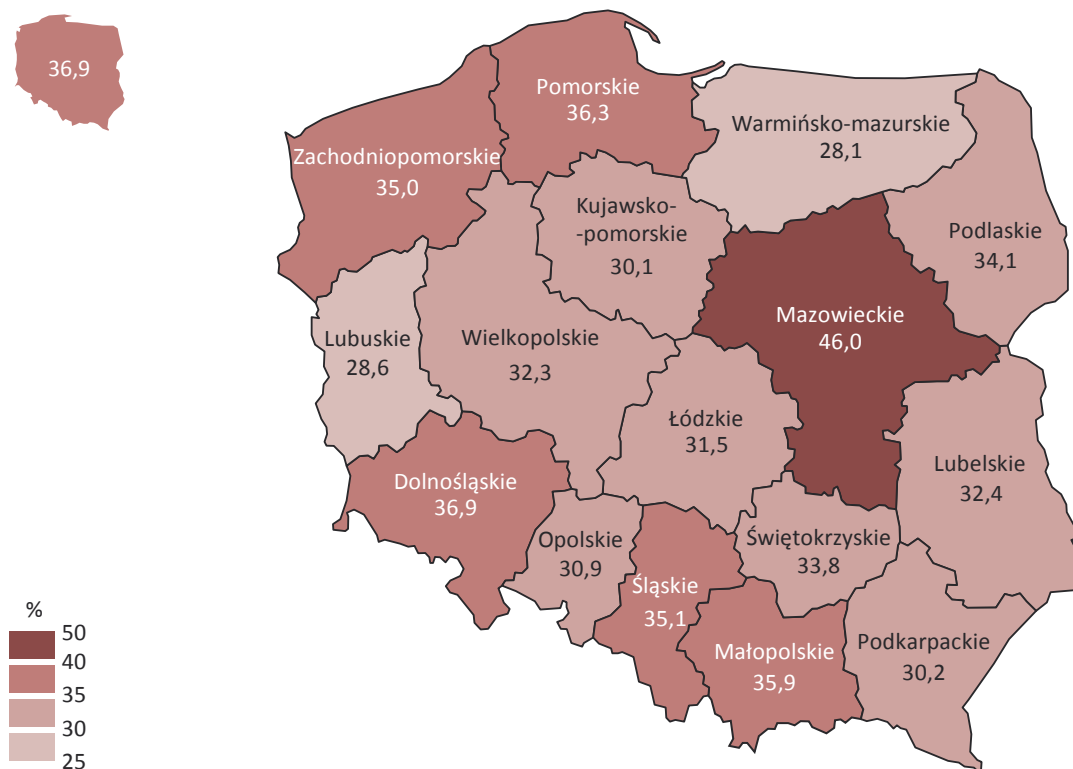 36,9
Pomorskie
36,3
Warmińsko-mazurskie
28,1
Zachodniopomorskie
35,0
Kujawsko-
-pomorskie
30,1
Podlaskie
34,1
Mazowieckie
46,0
Lubuskie
28,6
Wielkopolskie
32,3
Łódzkie
31,5
Lubelskie
32,4
Dolnośląskie
36,9
Opolskie
30,9
Świętokrzyskie
33,8
Śląskie
35,1
Małopolskie
35,9
Podkarpackie
30,2
%
50
40
35
30
25